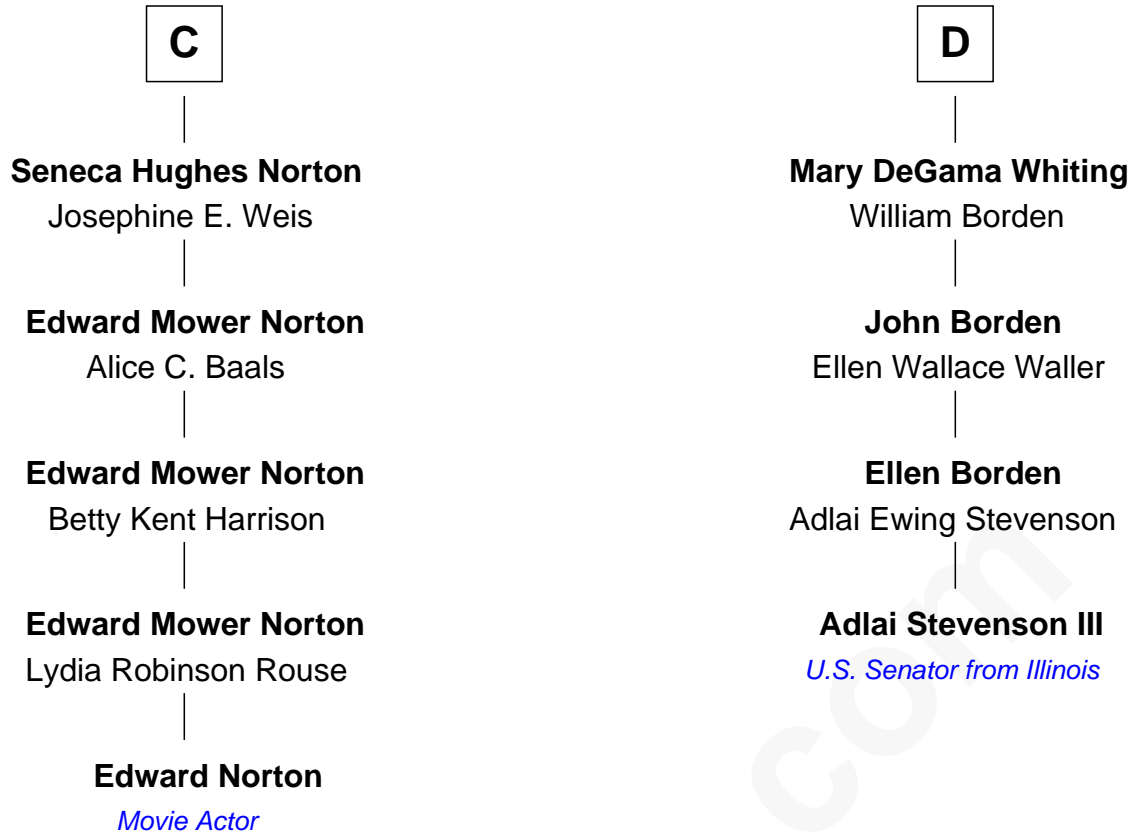 C
Seneca Hughes Norton
Josephine E. Weis
Edward Mower Norton
Alice C. Baals
Edward Mower Norton
Betty Kent Harrison
Edward Mower Norton
Lydia Robinson Rouse
Edward Norton
Movie Actor
D
Mary DeGama Whiting
William Borden
John Borden
Ellen Wallace Waller
Ellen Borden
Adlai Ewing Stevenson
Adlai Stevenson III
U.S. Senator from Illinois
com